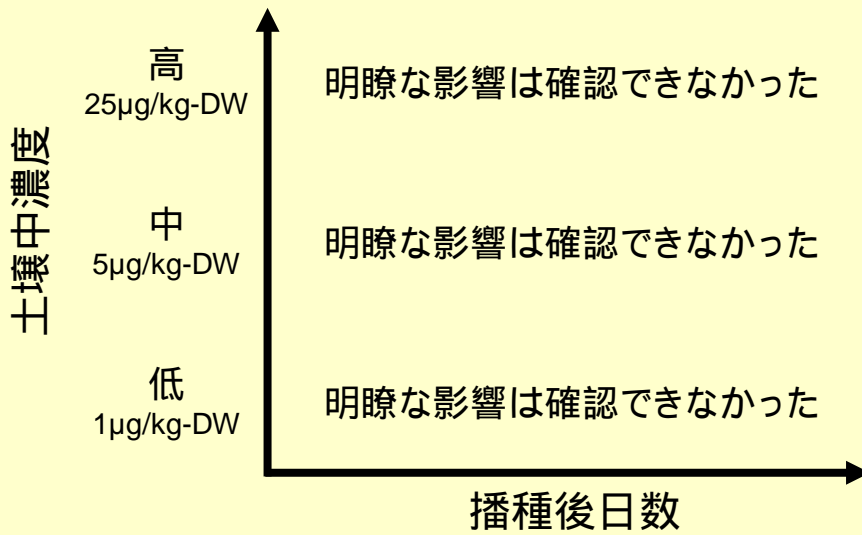 土壌中濃度
高
25µg/kg-DW
明瞭な影響は確認できなかった
中
5µg/kg-DW
明瞭な影響は確認できなかった
低
1µg/kg-DW
明瞭な影響は確認できなかった
播種後日数